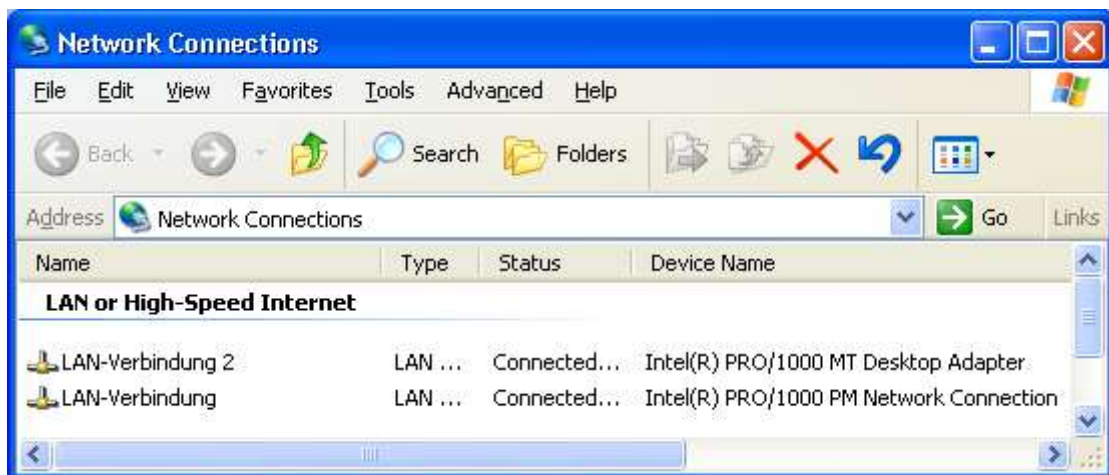 Network Connections
File Edit View Favorites Tools Advanced Help
Back Search Folders
Address Network Connections Go Links
Name Type Status Device Name
LAN or High-Speed Internet
LAN-Verbindung 2 LAN ... Connected... Intel(R) PRO/1000 MT Desktop Adapter
LAN-Verbindung LAN ... Connected... Intel(R) PRO/1000 PM Network Connection